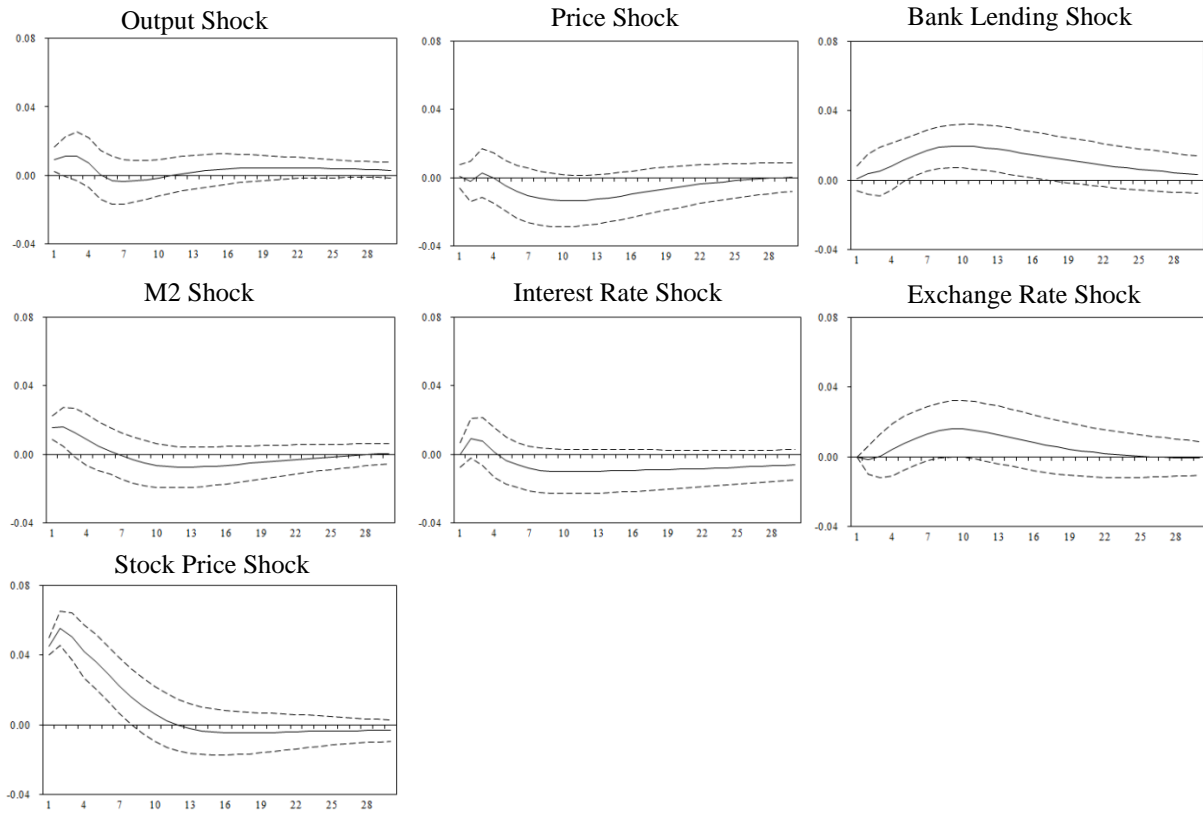 Output Shock
0.08
0.04
0.00
-0.04
1 4 7 10 13 16 19 22 25 28
Price Shock
0.08
0.04
0.00
-0.04
1 4 7 10 13 16 19 22 25 28
Bank Lending Shock
0.08
0.04
0.00
-0.04
1 4 7 10 13 16 19 22 25 28
M2 Shock
0.08
0.04
0.00
-0.04
1 4 7 10 13 16 19 22 25 28
Interest Rate Shock
0.08
0.04
0.00
-0.04
1 4 7 10 13 16 19 22 25 28
Exchange Rate Shock
0.08
0.04
0.00
-0.04
1 4 7 10 13 16 19 22 25 28
Stock Price Shock
0.08
0.04
0.00
-0.04
1 4 7 10 13 16 19 22 25 28